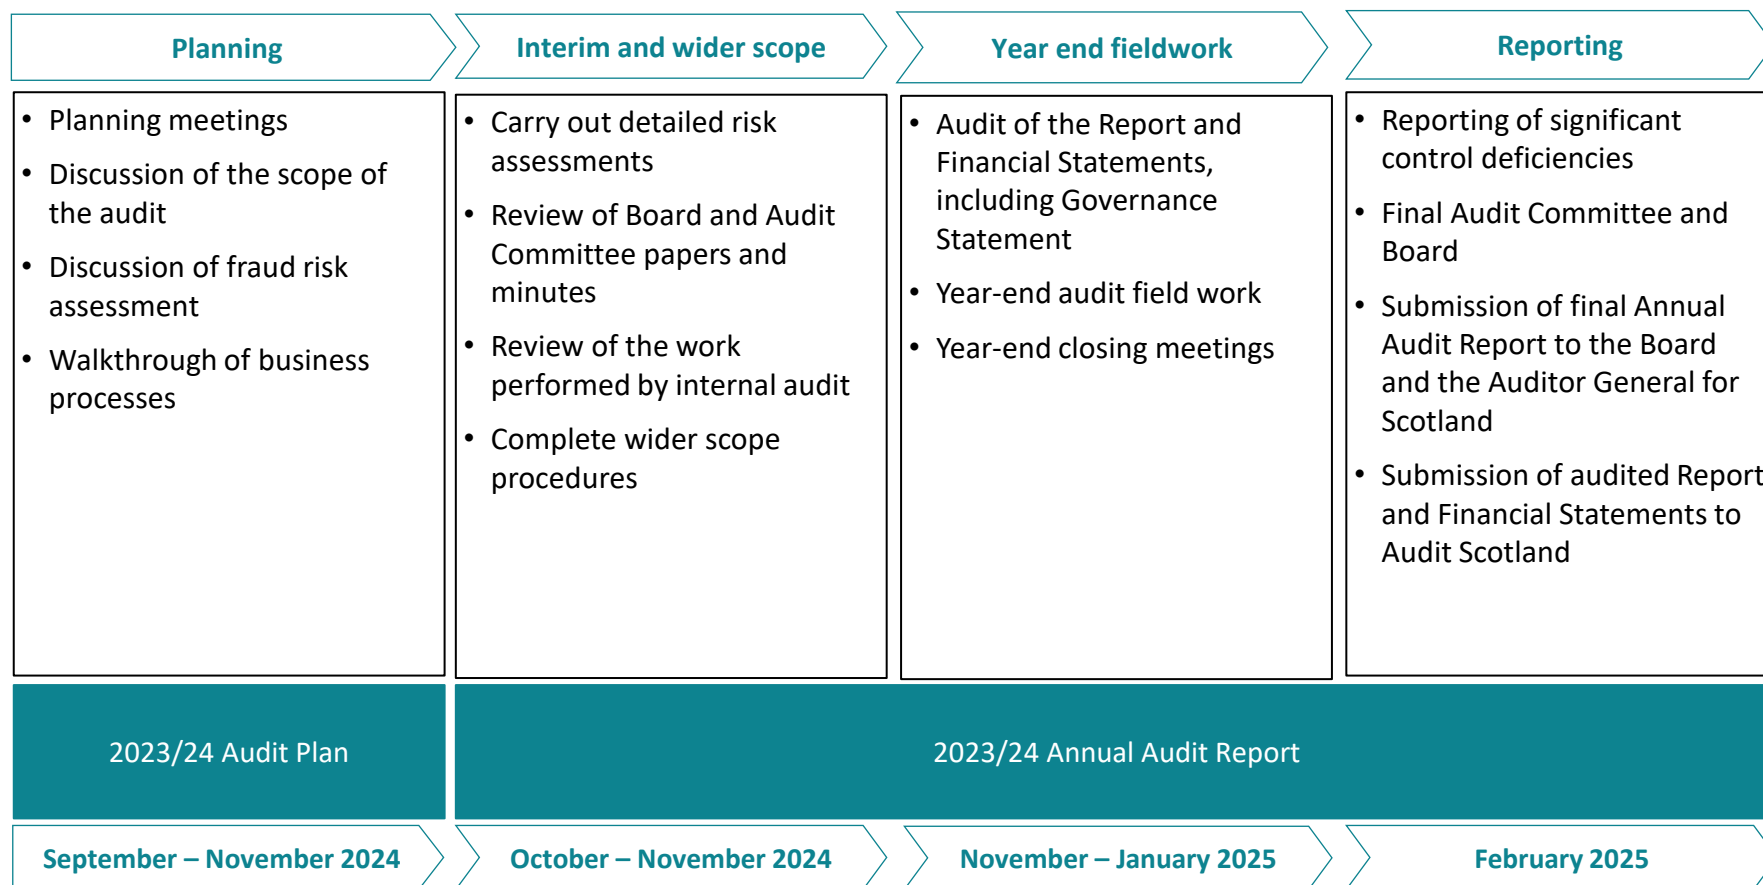 Planning
Interim and wider scope
Year end fieldwork
Reporting
• Planning meetings
• Discussion of the scope of
the audit
• Discussion of fraud risk
assessment
• Walkthrough of business
processes
• Carry out detailed risk
assessments
• Review of Board and Audit
Committee papers and
minutes
• Review of the work
performed by internal audit
• Complete wider scope
procedures
• Audit of the Report and
Financial Statements,
including Governance
Statement
• Year-end audit field work
• Year-end closing meetings
• Reporting of significant
control deficiencies
• Final Audit Committee and
Board
• Submission of final Annual
Audit Report to the Board
and the Auditor General for
Scotland
• Submission of audited Report
and Financial Statements to
Audit Scotland
2023/24 Audit Plan
2023/24 Annual Audit Report
September – November 2024
October – November 2024
November – January 2025
February 2025